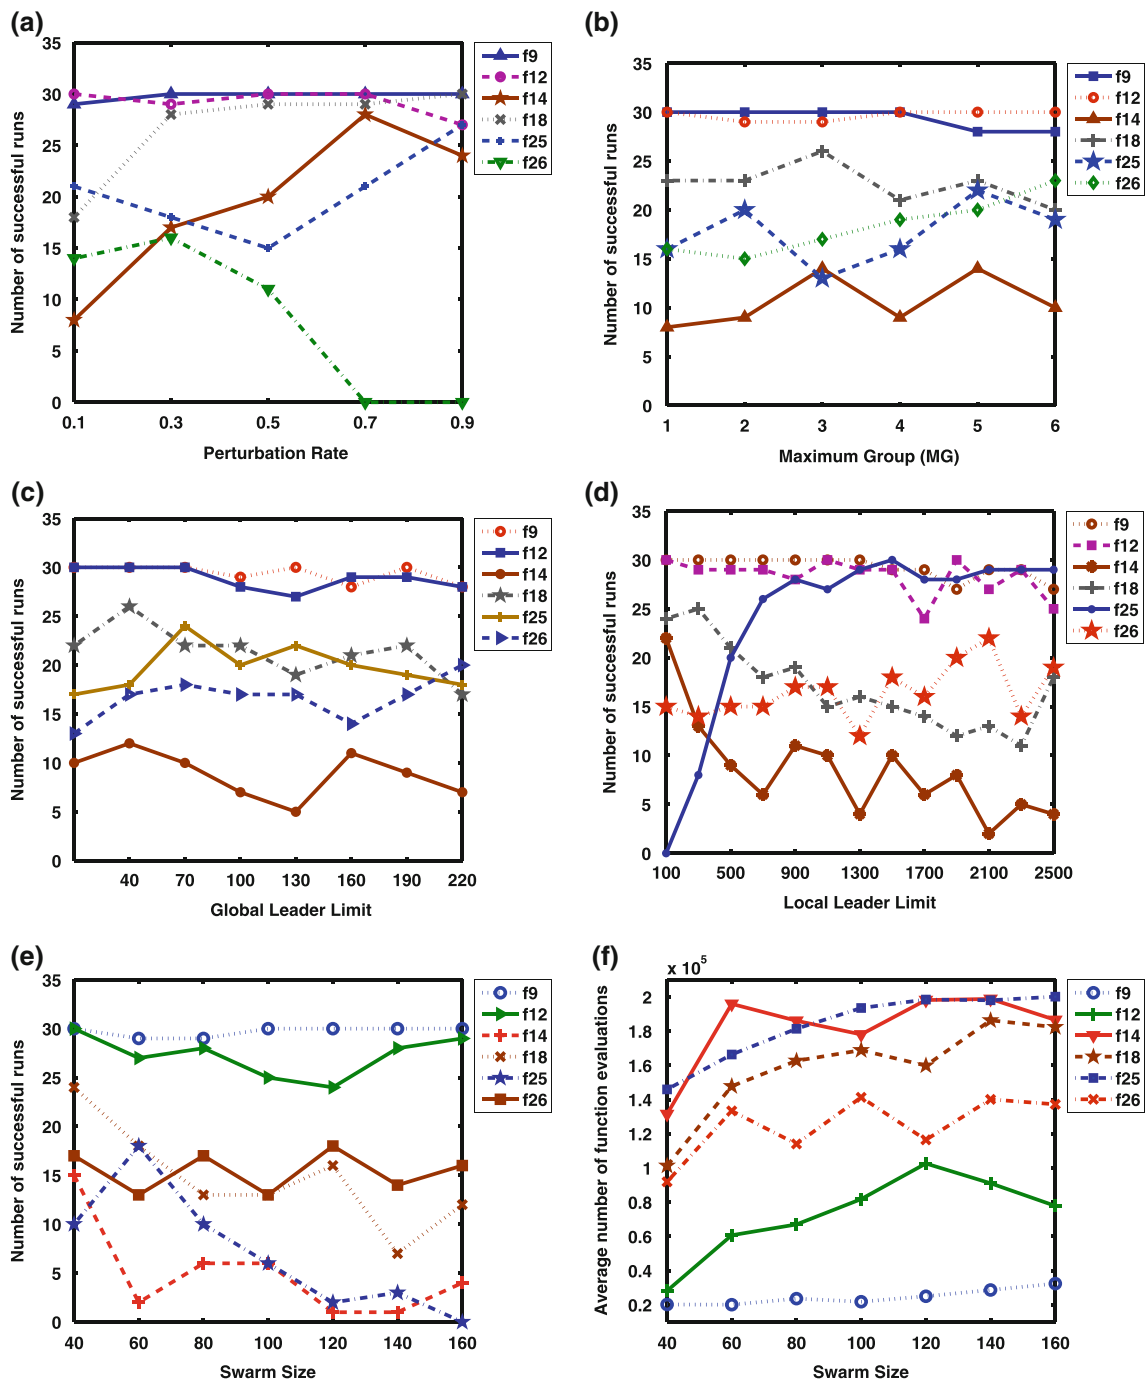 (a)
35
30
25
20
15
10
5
0
0.1 0.3 0.5 0.7 0.9
Number of successful runs
Perturbation Rate
f9
f12
f14
f18
f25
f26
(b)
35
30
25
20
15
10
5
0
1 2 3 4 5 6
Number of successful runs
Maximum Group (MG)
f9
f12
f14
f18
f25
f26
(c)
35
30
25
20
15
10
5
0
40 70 100 130 160 190 220
Number of successful runs
Global Leader Limit
f9
f12
f14
f18
f25
f26
(d)
35
30
25
20
15
10
5
0
100 500 900 1300 1700 2100 2500
Number of successful runs
Local Leader Limit
f9
f12
f14
f18
f25
f26
(e)
35
30
25
20
15
10
5
0
40 60 80 100 120 140 160
Number of successful runs
Swarm Size
f9
f12
f14
f18
f25
f26
(f)
x 10^5
2
1.8
1.6
1.4
1.2
1
0.8
0.6
0.4
0.2
40 60 80 100 120 140 160
Average number of function evaluations
Swarm Size
f9
f12
f14
f18
f25
f26